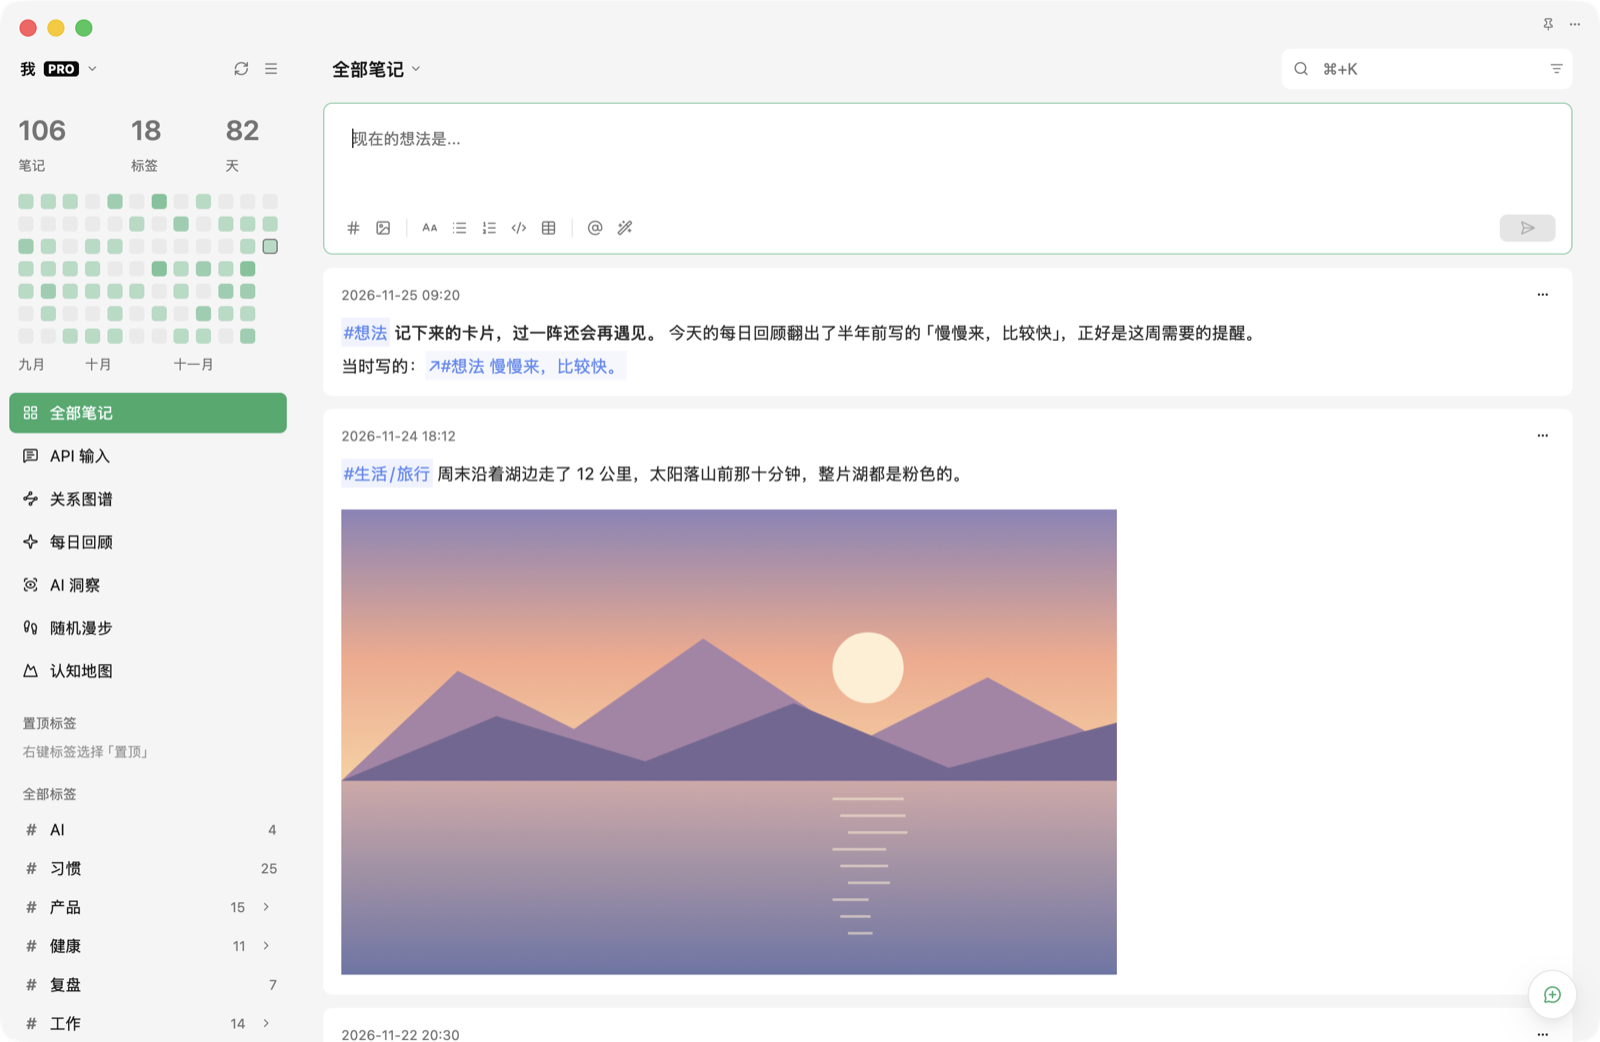 我 PRO
106 18 82
笔记 标签 天
九月 十月 十一月
全部笔记
API 输入
关系图谱
每日回顾
AI 洞察
随机漫步
认知地图
置顶标签
右键标签选择「置顶」
全部标签
# AI 4
# 习惯 25
# 产品 15
# 健康 11
# 复盘 7
# 工作 14
全部笔记
⌘+K
现在的想法是...
2026-11-25 09:20
#想法 记下来的卡片，过一阵还会再遇见。 今天的每日回顾翻出了半年前写的「慢慢来，比较快」，正好是这周需要的提醒。
当时写的： ↗#想法 慢慢来，比较快。
2026-11-24 18:12
#生活/旅行 周末沿着湖边走了 12 公里，太阳落山前那十分钟，整片湖都是粉色的。
2026-11-22 20:30